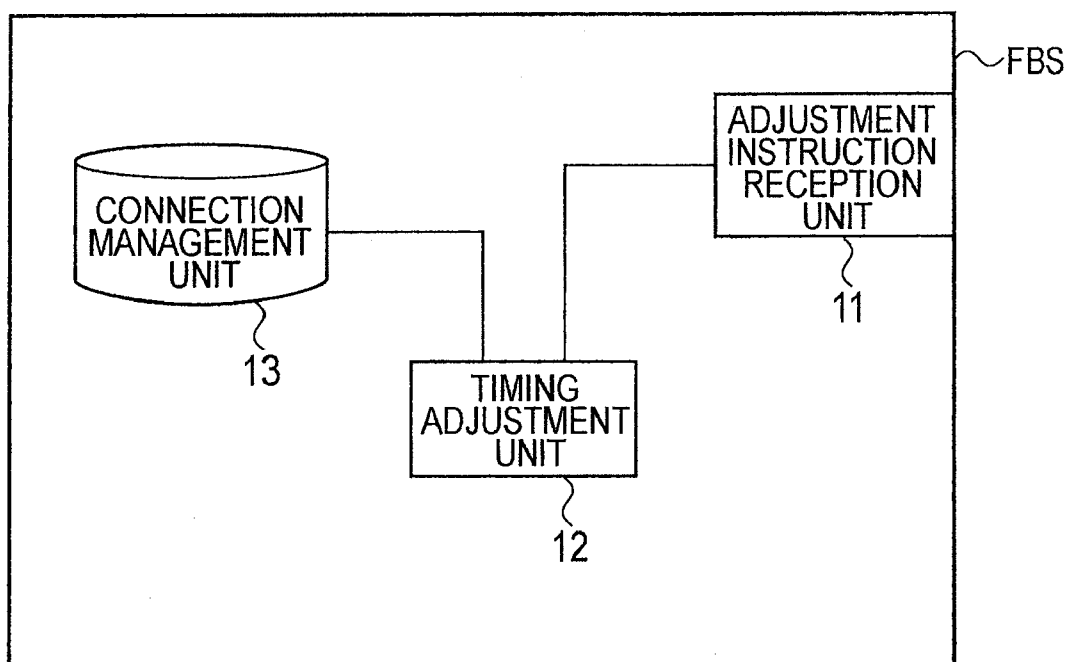 FBS
ADJUSTMENT
INSTRUCTION
RECEPTION
UNIT
11
CONNECTION
MANAGEMENT
UNIT
13
TIMING
ADJUSTMENT
UNIT
12